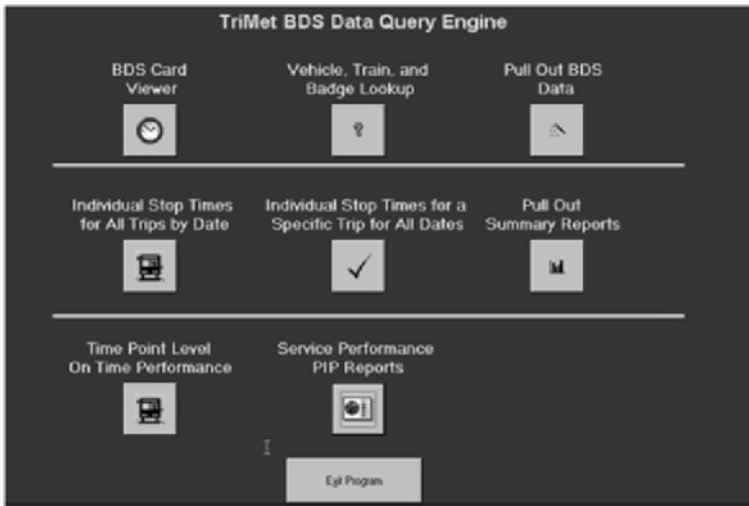 TriMet BDS Data Query Engine
BDS Card
Viewer
Vehicle, Train, and
Badge Lookup
Pull Out BDS
Data
Individual Stop Times
for All Trips by Date
Individual Stop Times for a
Specific Trip for All Dates
Pull Out
Summary Reports
Time Point Level
On Time Performance
Service Performance
PIP Reports
Exit Program